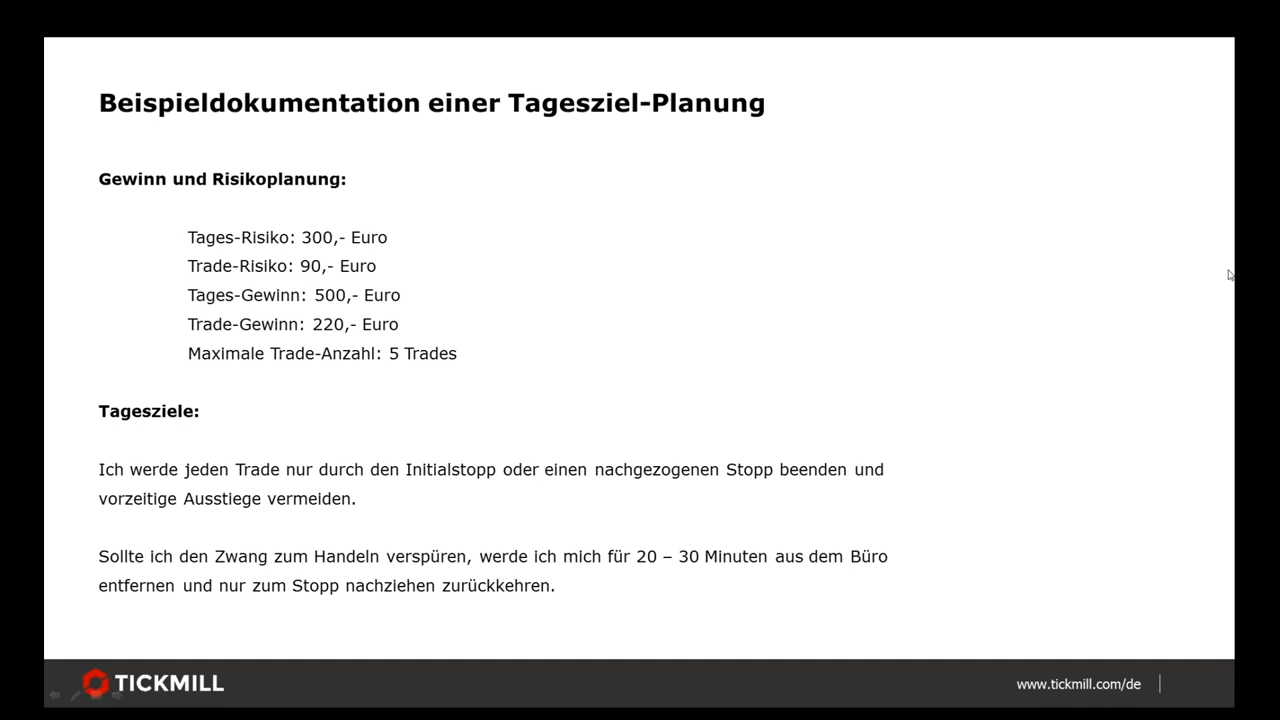 Beispieldokumentation einer Tagesziel-Planung
Gewinn und Risikoplanung:
Tages-Risiko: 300,- Euro
Trade-Risiko: 90,- Euro
Tages-Gewinn: 500,- Euro
Trade-Gewinn: 220,- Euro
Maximale Trade-Anzahl: 5 Trades
Tagesziele:
Ich werde jeden Trade nur durch den Initialstopp oder einen nachgezogenen Stopp beenden und
vorzeitige Ausstiege vermeiden.
Sollte ich den Zwang zum Handeln verspüren, werde ich mich für 20 – 30 Minuten aus dem Büro
entfernen und nur zum Stopp nachziehen zurückkehren.
TICKMILL
www.tickmill.com/de